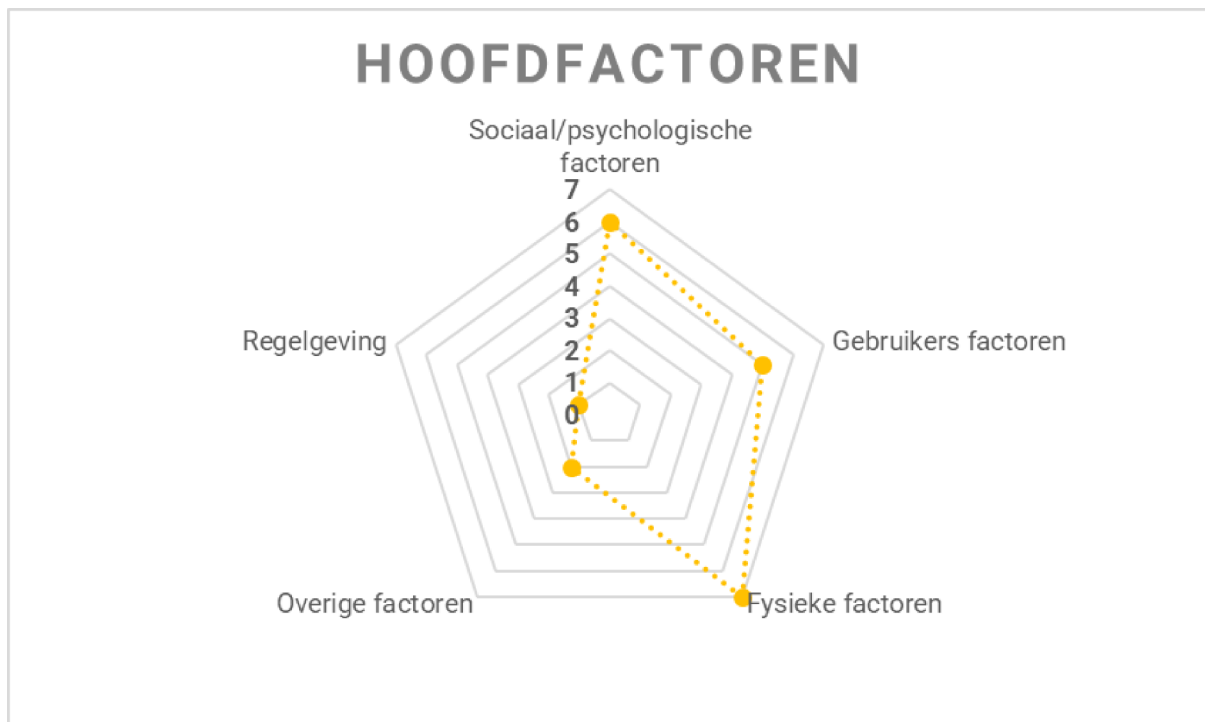 HOOFDFACTOREN
Sociaal/psychologische
factoren
7
6
5
4
3
2
1
0
Regelgeving
Gebruikers factoren
Overige factoren
Fysieke factoren